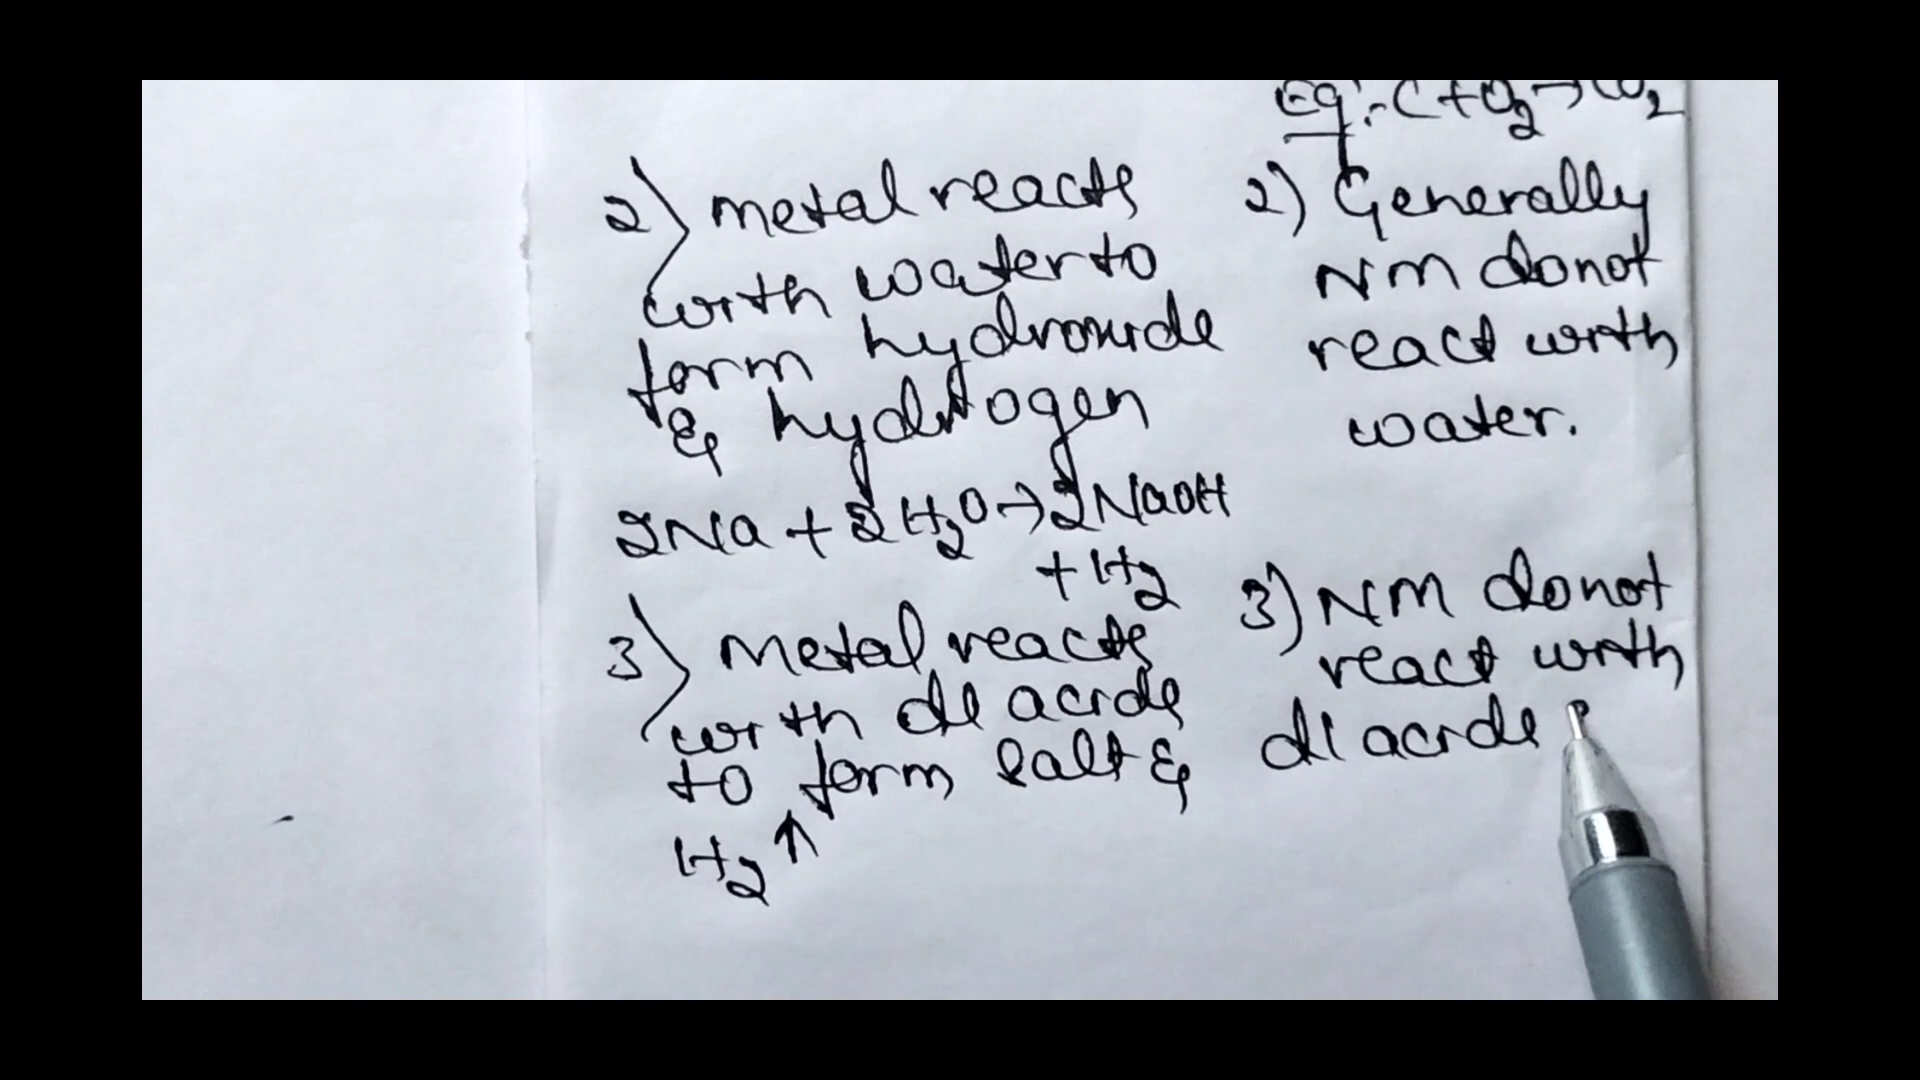 Eg:- C + O2 → CO2
2) metal reacts
with water to
form hydroxide
& hydrogen
2Na + 2H2O → 2NaOH
+ H2
2) Generally
NM donot
react with
water.
3) Metal reacts
with dil acids
to form salt &
H2 ↑
3) NM donot
react with
dil acids